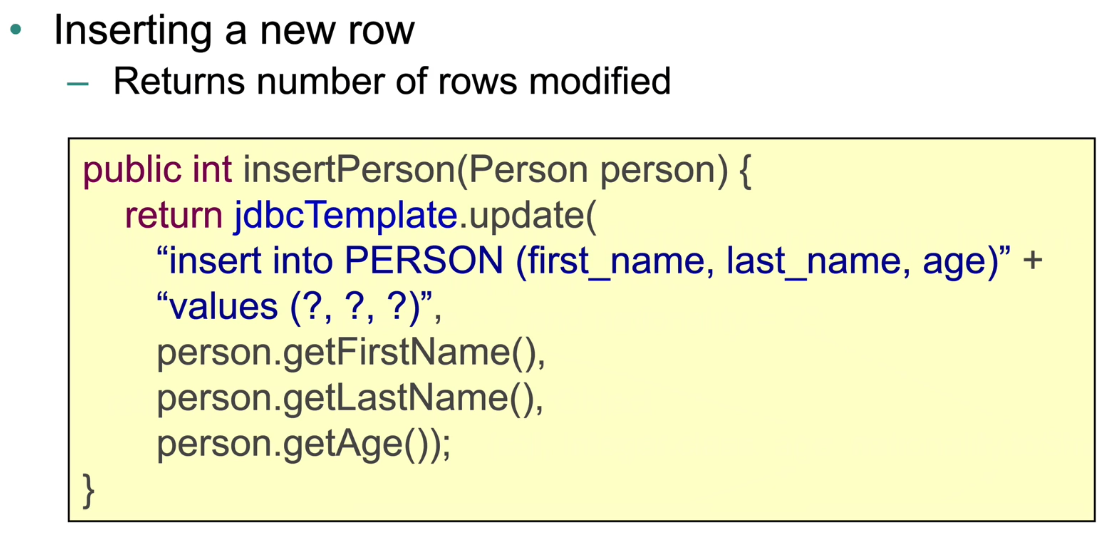 • Inserting a new row
– Returns number of rows modified
public int insertPerson(Person person) {
return jdbcTemplate.update(
“insert into PERSON (first_name, last_name, age)” +
“values (?, ?, ?)”,
person.getFirstName(),
person.getLastName(),
person.getAge());
}